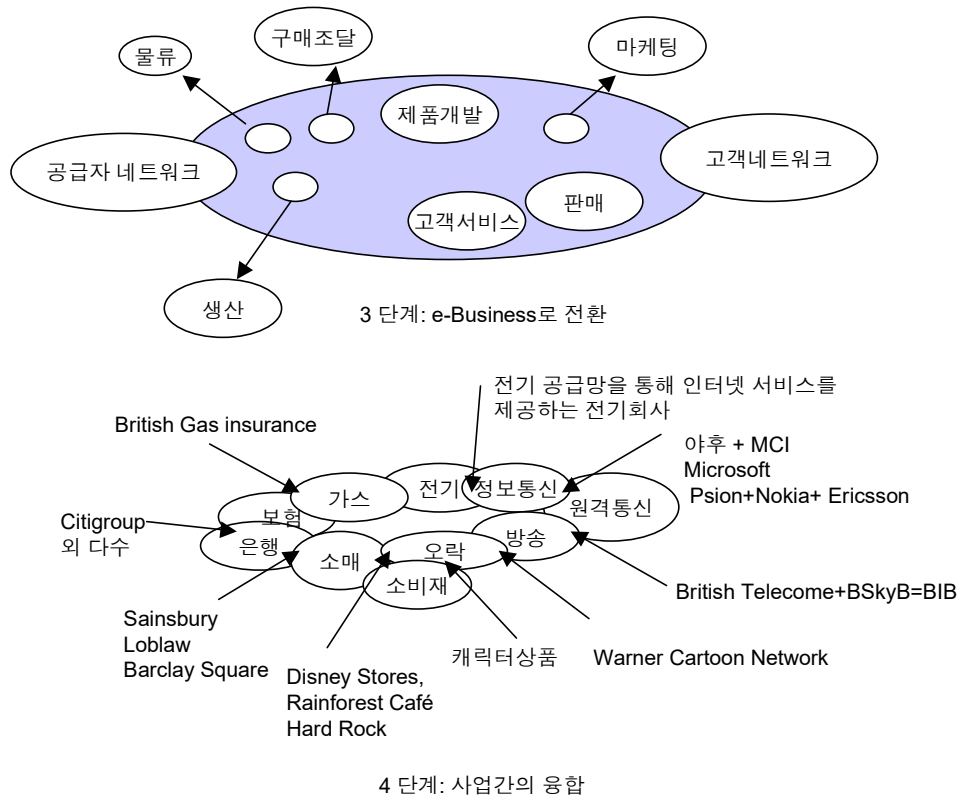 물류
구매조달
마케팅
제품개발
공급자 네트워크
고객네트워크
고객서비스
판매
생산
3 단계: e-Business로 전환
전기 공급망을 통해 인터넷 서비스를
제공하는 전기회사
British Gas insurance
야후 + MCI
Microsoft
Psion+Nokia+ Ericsson
가스
전기
정보통신
원격통신
보험
Citigroup
외 다수
은행
소매
오락
방송
소비재
British Telecome+BSkyB=BIB
Sainsbury
Loblaw
Barclay Square
캐릭터상품
Warner Cartoon Network
Disney Stores,
Rainforest Café
Hard Rock
4 단계: 사업간의 융합